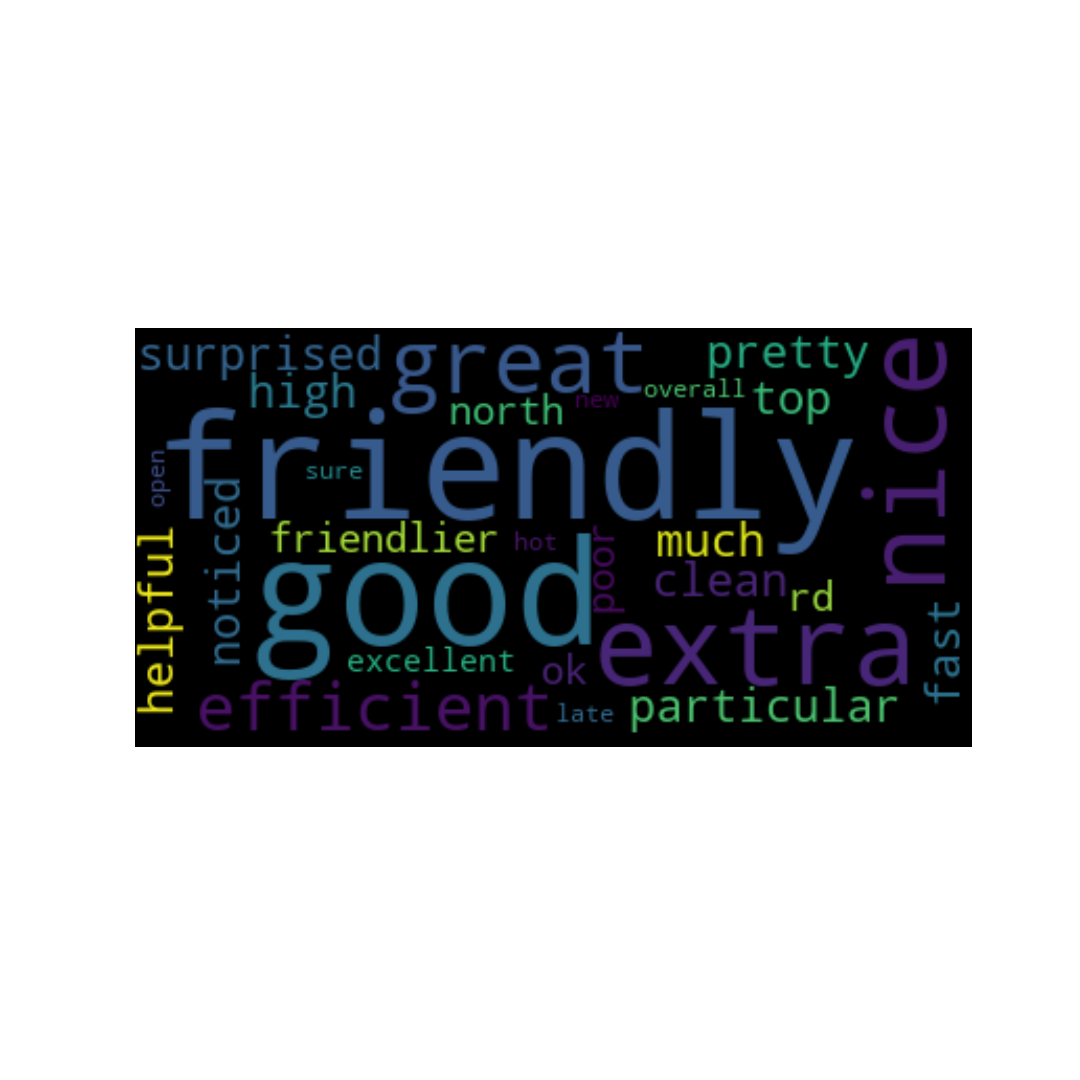 surprised
great
pretty
nice
high
overall
new
top
north
friendly
open
sure
noticed
helpful
friendlier
hot
poor
much
good
clean
rd
extra
fast
excellent
ok
efficient
late
particular